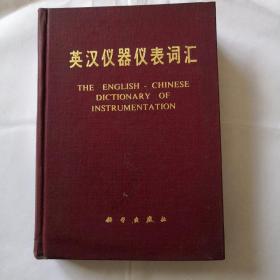 英汉仪器仪表词汇
THE ENGLISH - CHINESE
DICTIONARY OF
INSTRUMENTATION
科学出版社